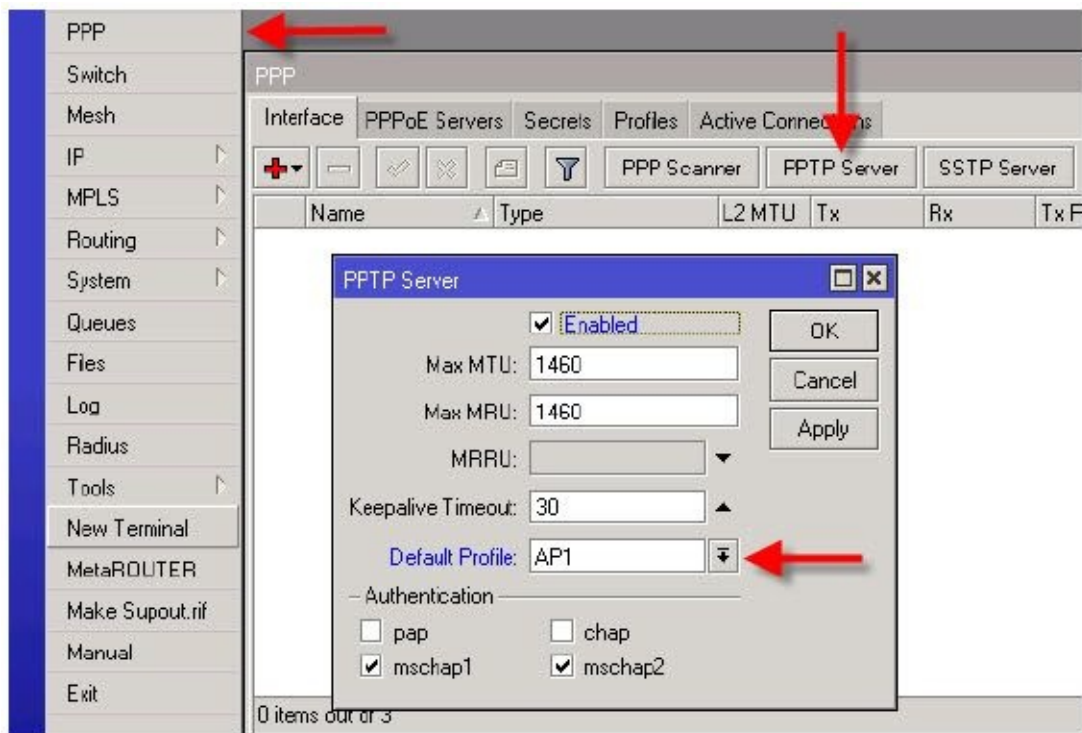 PPP
Switch
Mesh
IP
MPLS
Routing
System
Queues
Files
Log
Radius
Tools
New Terminal
MetaROUTER
Make Supout.rif
Manual
Exit
PPP
Interface PPPoE Servers Secrets Profiles Active Connections
PPP Scanner PPTP Server SSTP Server
Name Type L2 MTU Tx Rx Tx P
PPTP Server
Enabled
OK
Max MTU: 1460
Cancel
Max MRU: 1460
Apply
MRRU:
Keepalive Timeout: 30
Default Profile: AP1
Authentication
pap chap
mschap1 mschap2
0 items out of 3